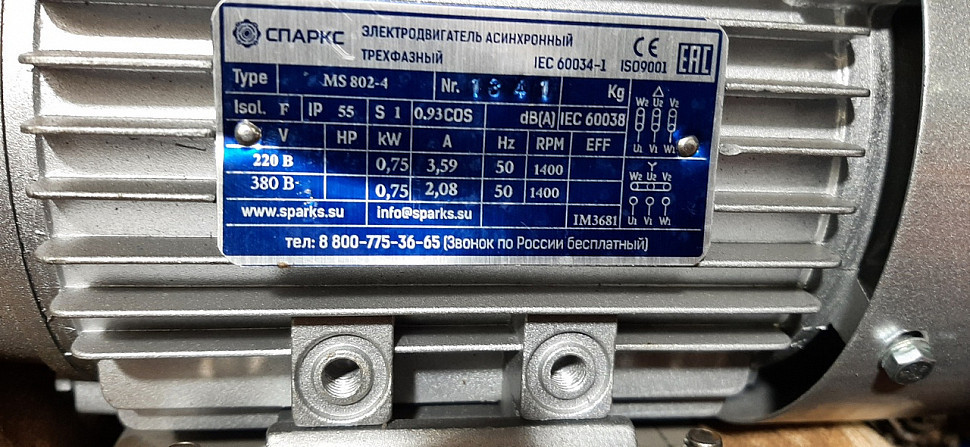 СПАРКС ЭЛЕКТРОДВИГАТЕЛЬ АСИНХРОННЫЙ
ТРЕХФАЗНЫЙ IEC 60034-1 CE ISO9001 EAC
Type MS 802-4 Nr. 1341 Kg
Isol. F IP 55 S 1 0.93COS dB(A) IEC 60038
V HP kW A Hz RPM EFF
220 В 0,75 3,59 50 1400
380 В- 0,75 2,08 50 1400
www.sparks.su info@sparks.su IM3681
тел: 8 800-775-36-65 (Звонок по России бесплатный)
△
W2 U2 V2
U1 V1 W1
Y
W2 U2 V2
U1 V1 W1